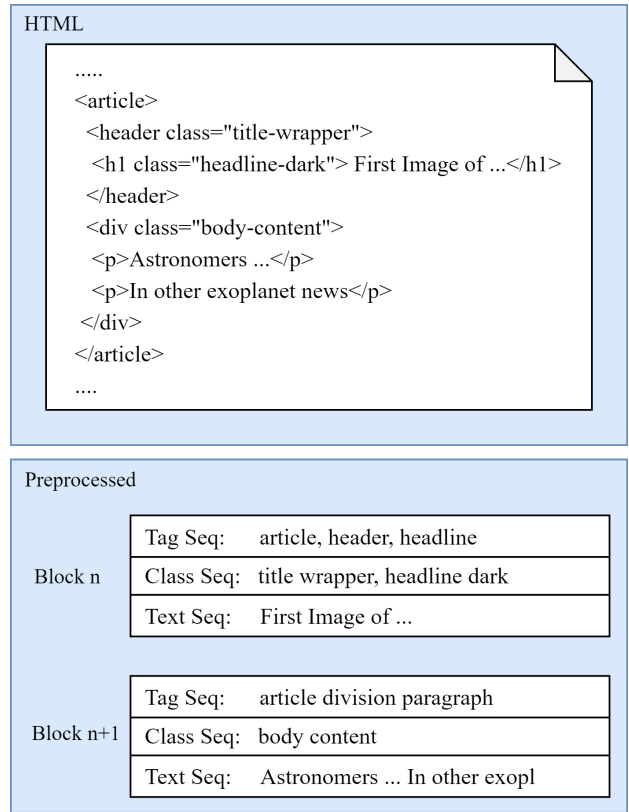 HTML
.....
<article>
<header class="title-wrapper">
<h1 class="headline-dark"> First Image of ...</h1>
</header>
<div class="body-content">
<p>Astronomers ...</p>
<p>In other exoplanet news</p>
</div>
</article>
....
Preprocessed
Block n
Tag Seq: article, header, headline
Class Seq: title wrapper, headline dark
Text Seq: First Image of ...
Block n+1
Tag Seq: article division paragraph
Class Seq: body content
Text Seq: Astronomers ... In other exopl